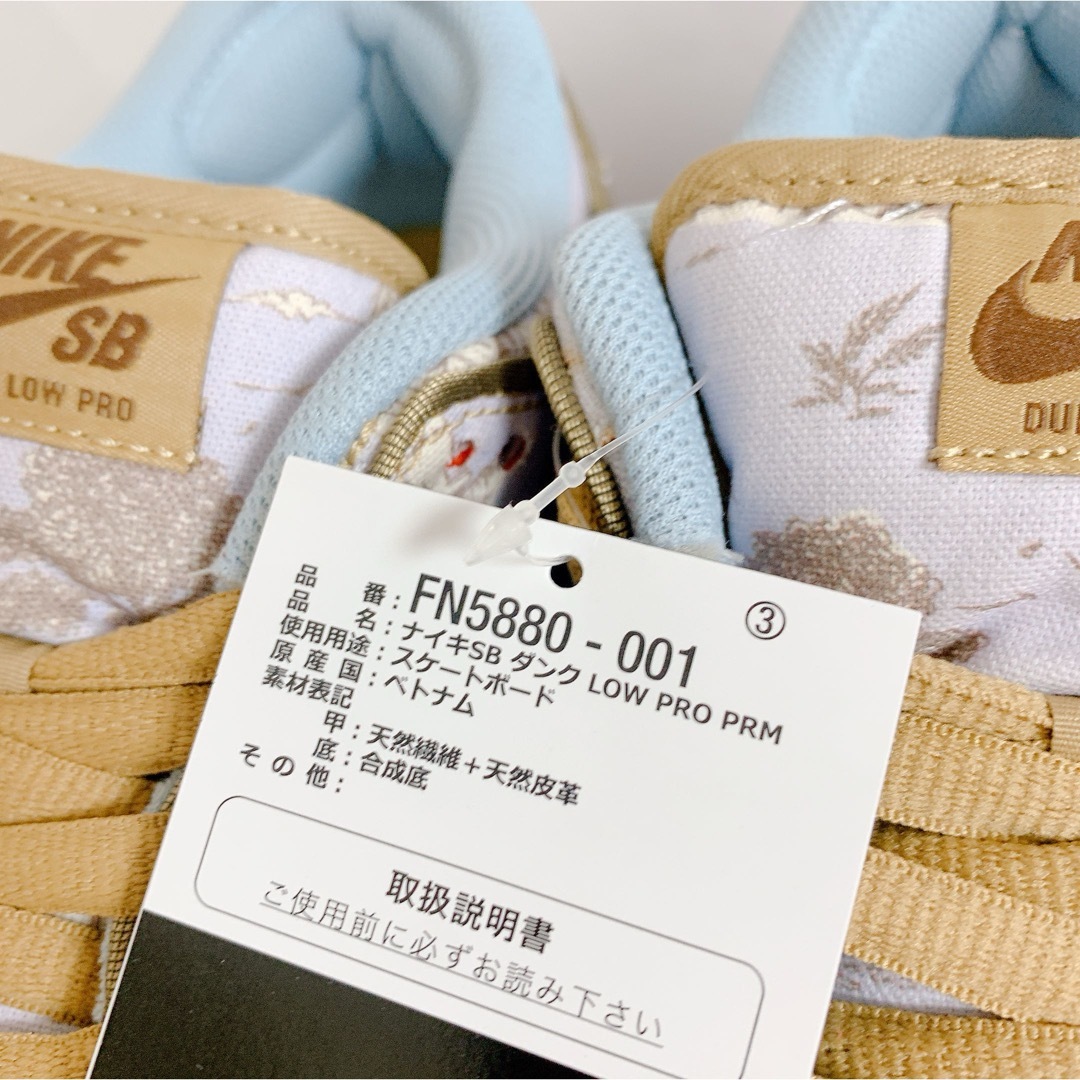 NIKE
SB
LOW PRO
③
品番：FN5880 - 001
品名：ナイキSB ダンク LOW PRO PRM
使用用途：スケートボード
原産国：ベトナム
素材表記
甲：天然繊維＋天然皮革
底：合成底
その他：
取扱説明書
ご使用前に必ずお読み下さい